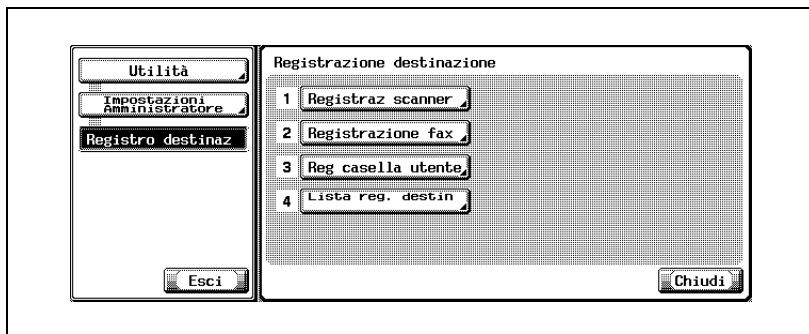 Utilità
Impostazioni
Amministratore
Registro destinaz
Esci
Registrazione destinazione
1 Registraz scanner
2 Registrazione fax
3 Reg casella utente
4 Lista reg. destin
Chiudi